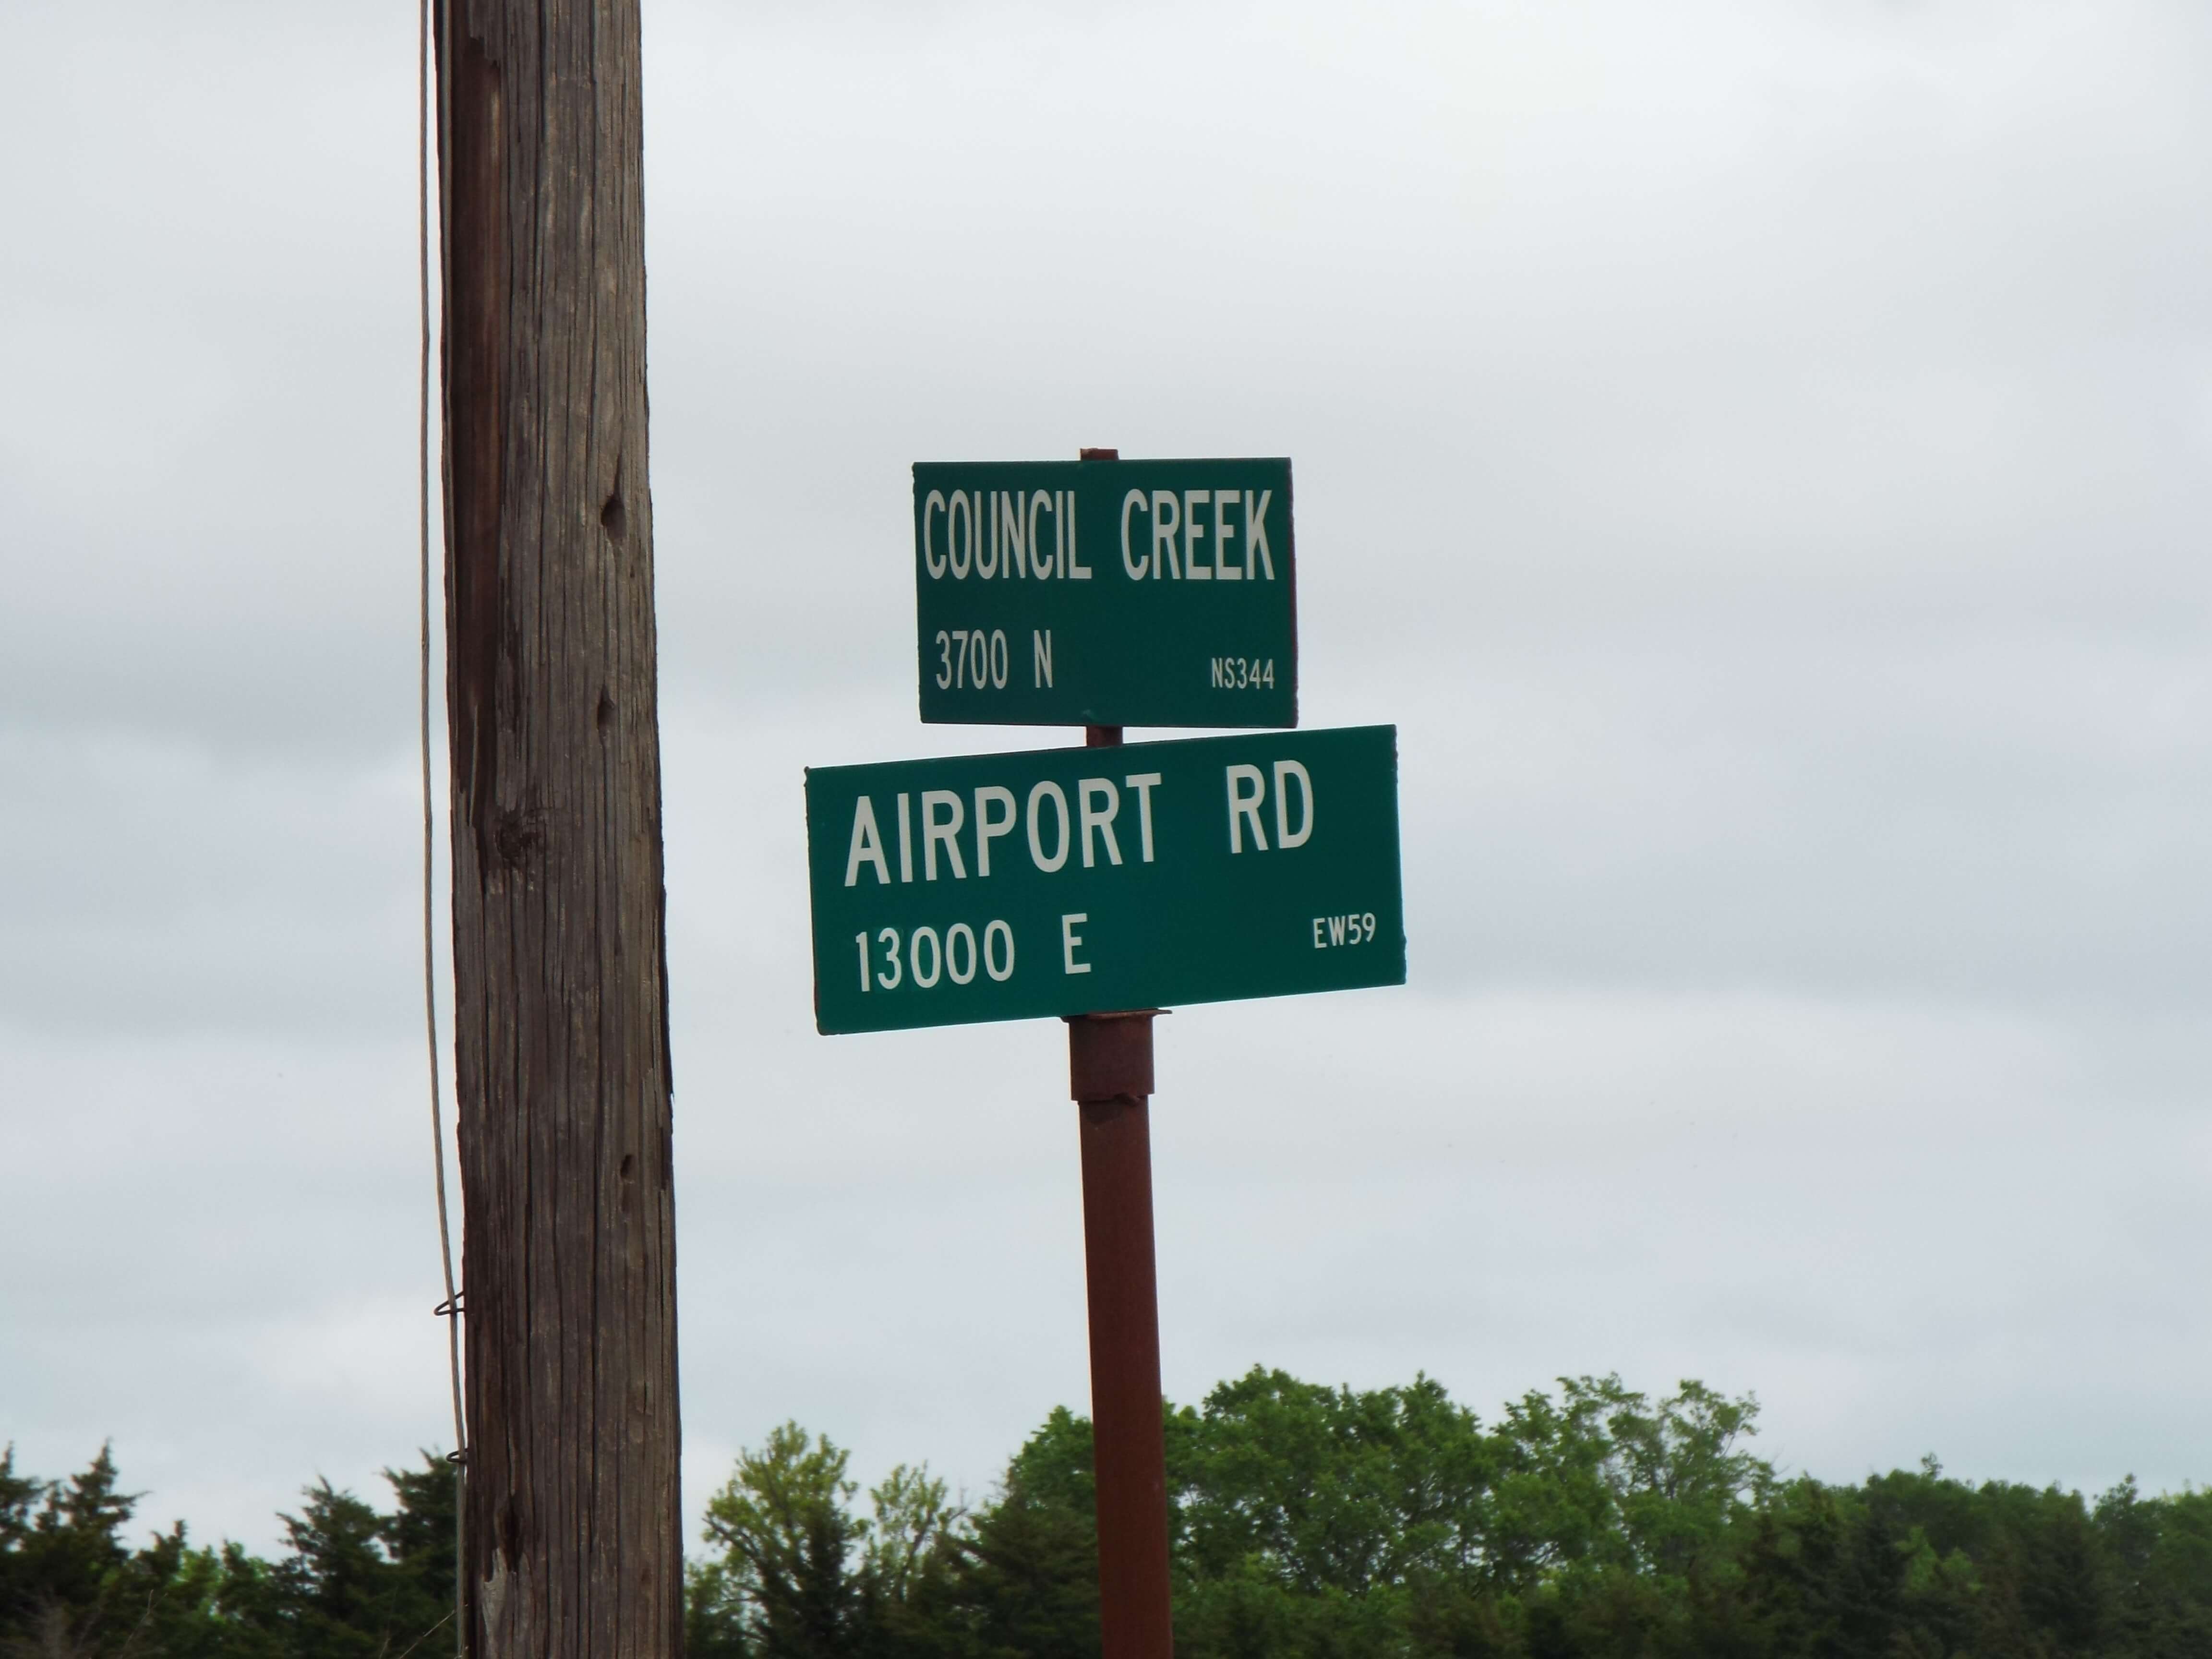 COUNCIL CREEK
3700 N NS344
AIRPORT RD
13000 E EW59